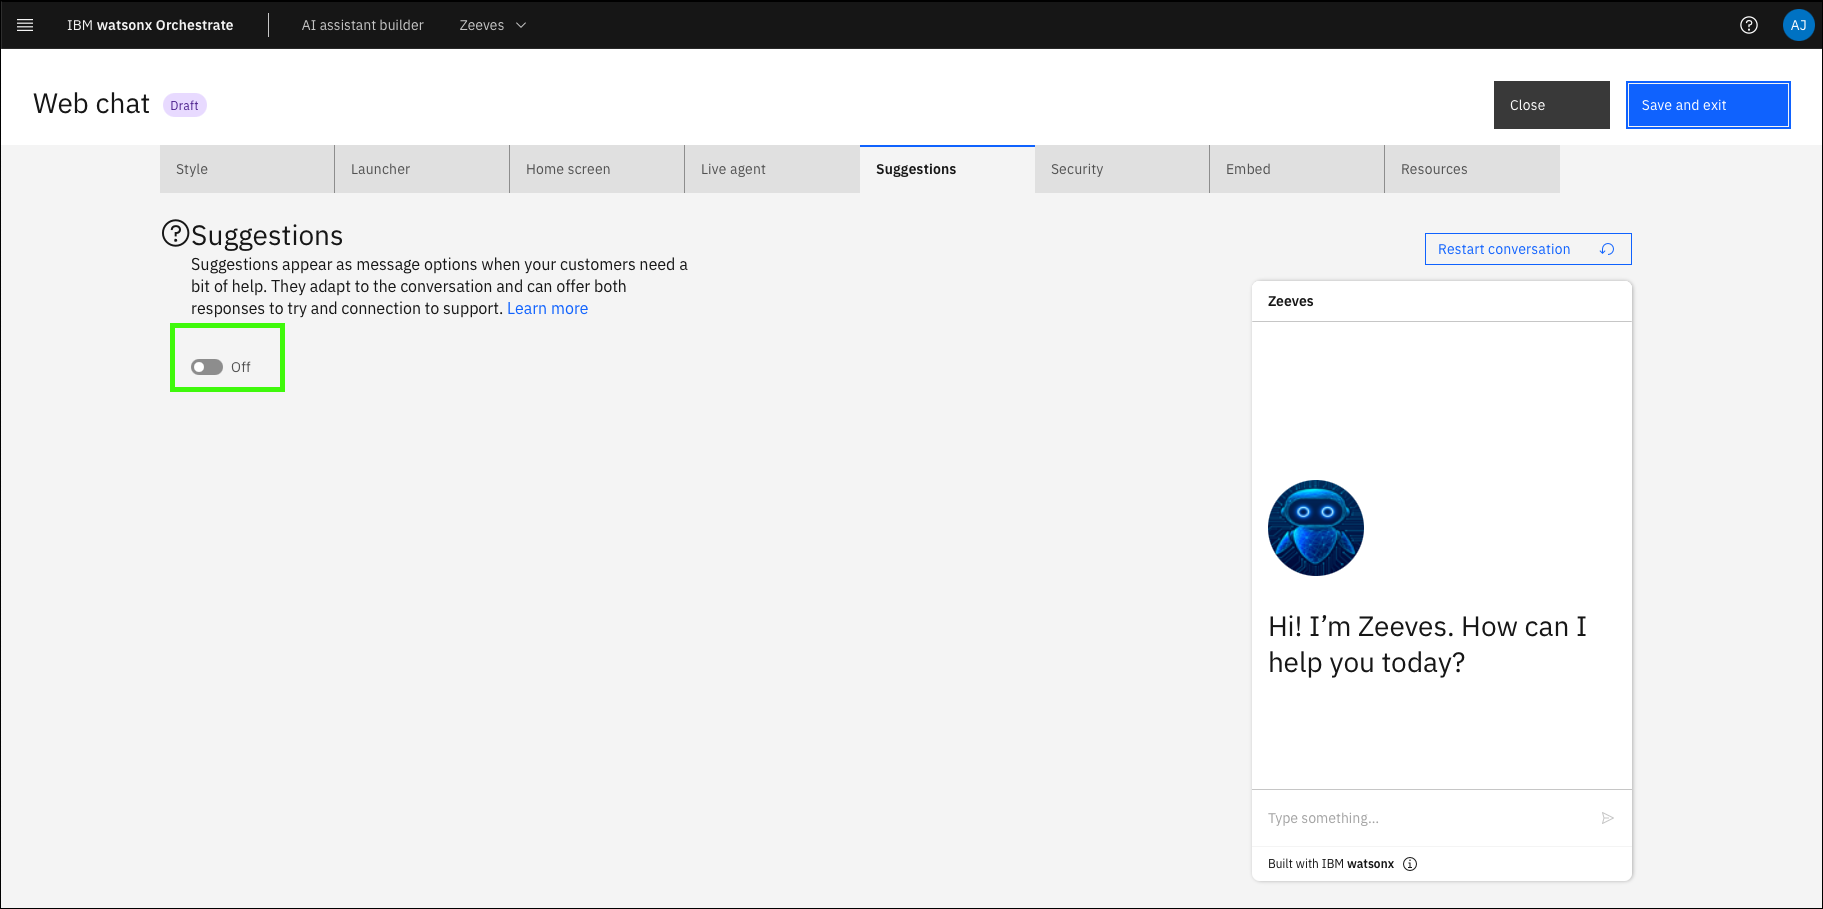 IBM watsonx Orchestrate
AI assistant builder
Zeeves
AJ
Web chat
Draft
Close
Save and exit
Style
Launcher
Home screen
Live agent
Suggestions
Security
Embed
Resources
Suggestions
Suggestions appear as message options when your customers need a
bit of help. They adapt to the conversation and can offer both
responses to try and connection to support. Learn more
Off
Restart conversation
Zeeves
Hi! I’m Zeeves. How can I
help you today?
Type something...
Built with IBM watsonx